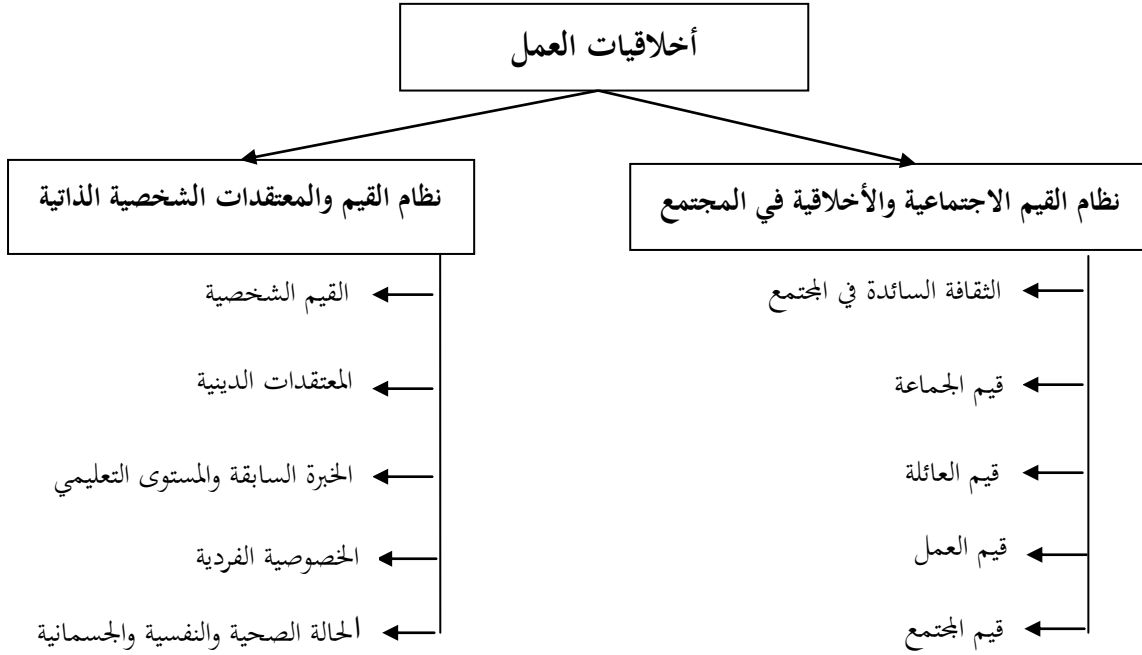 أخلاقيات العمل
نظام القيم الاجتماعية والأخلاقية في المجتمع
نظام القيم والمعتقدات الشخصية الذاتية
الثقافة السائدة في المجتمع
قيم الجماعة
قيم العائلة
قيم العمل
قيم المجتمع
القيم الشخصية
المعتقدات الدينية
الخبرة السابقة والمستوى التعليمي
الخصوصية الفردية
الحالة الصحية والنفسية والجسمانية